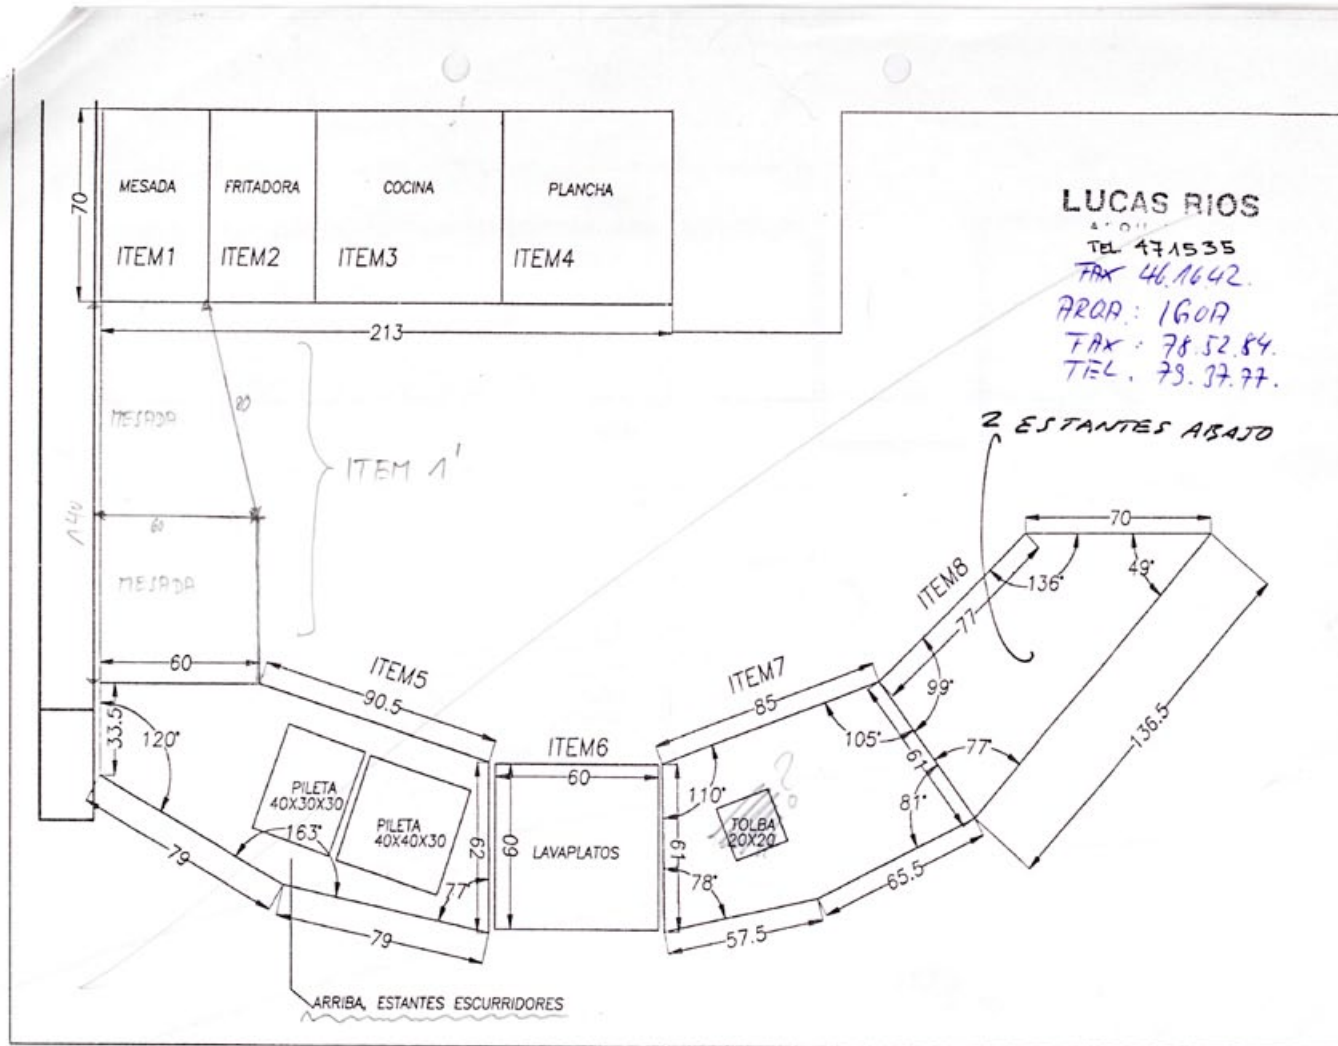 MESADA
FRITADORA
COCINA
PLANCHA
70
ITEM1
ITEM2
ITEM3
ITEM4
213
LUCAS RIOS
TEL 471535
FAX 46.16.42.
ARQA: IGOA
FAX: 78.52.84.
TEL. 79.37.77.
2 ESTANTES ABAJO
MESADA
80
ITEM 1'
140
60
MESADA
60
33.5
120°
ITEM5
90.5
PILETA
40X30X30
PILETA
40X40X30
163°
77°
79
79
62
ARRIBA, ESTANTES ESCURRIDORES
ITEM6
60
60
LAVAPLATOS
ITEM7
85
61
110°
78°
105°
TOLBA
20X20
?
57.5
65.5
61
81°
ITEM8
77
99°
77°
136°
70
49°
136.5